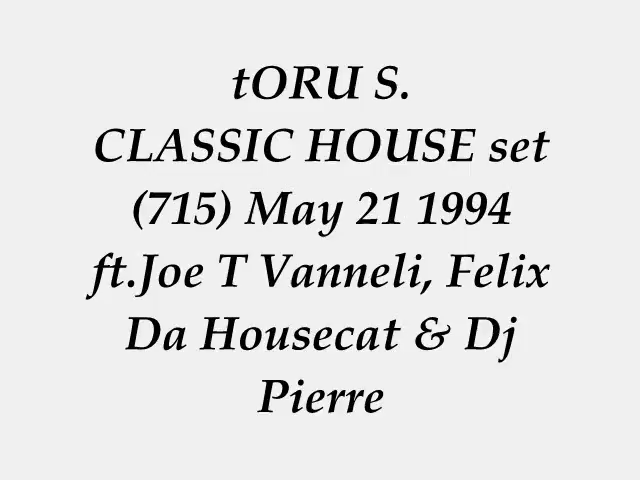 tORU S.
CLASSIC HOUSE set
(715) May 21 1994
ft.Joe T Vanneli, Felix
Da Housecat & Dj
Pierre